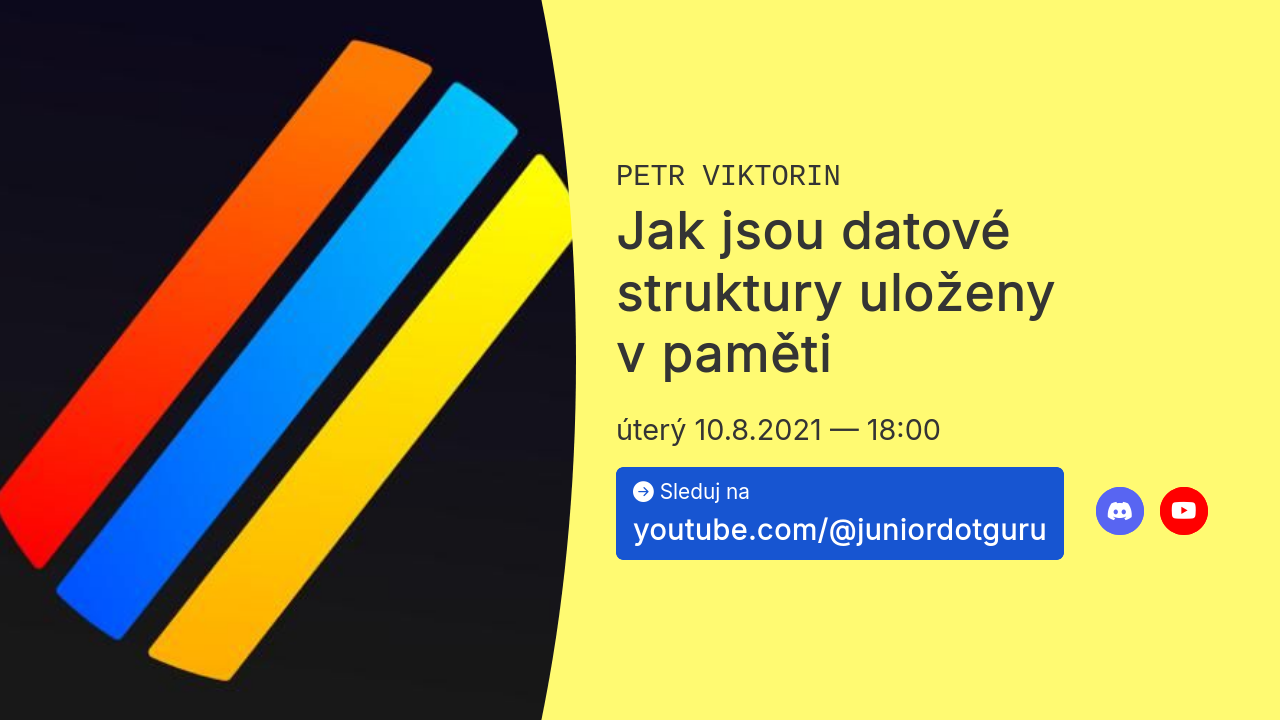 PETR VIKTORIN
Jak jsou datové
struktury uloženy
v paměti
úterý 10.8.2021 — 18:00
Sleduj na
youtube.com/@juniordotguru